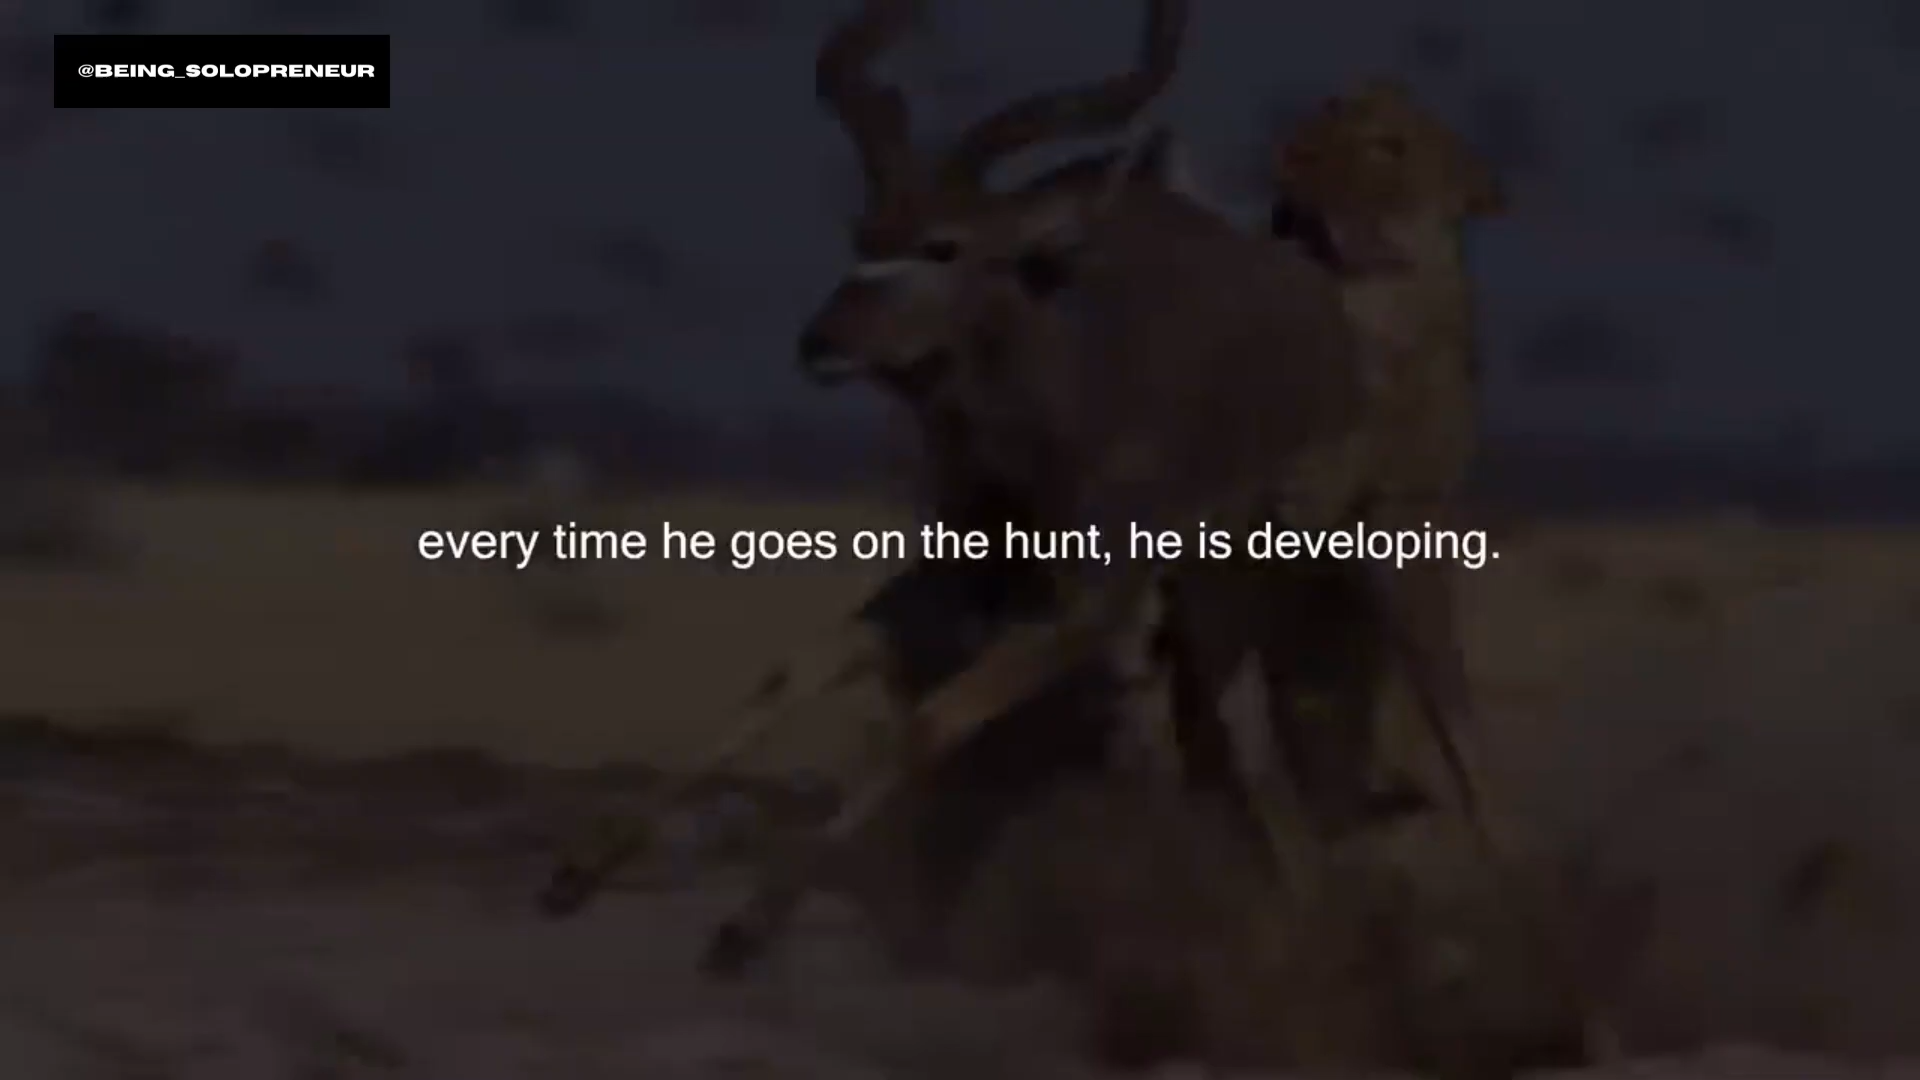 @BEING_SOLOPRENEUR
every time he goes on the hunt, he is developing.